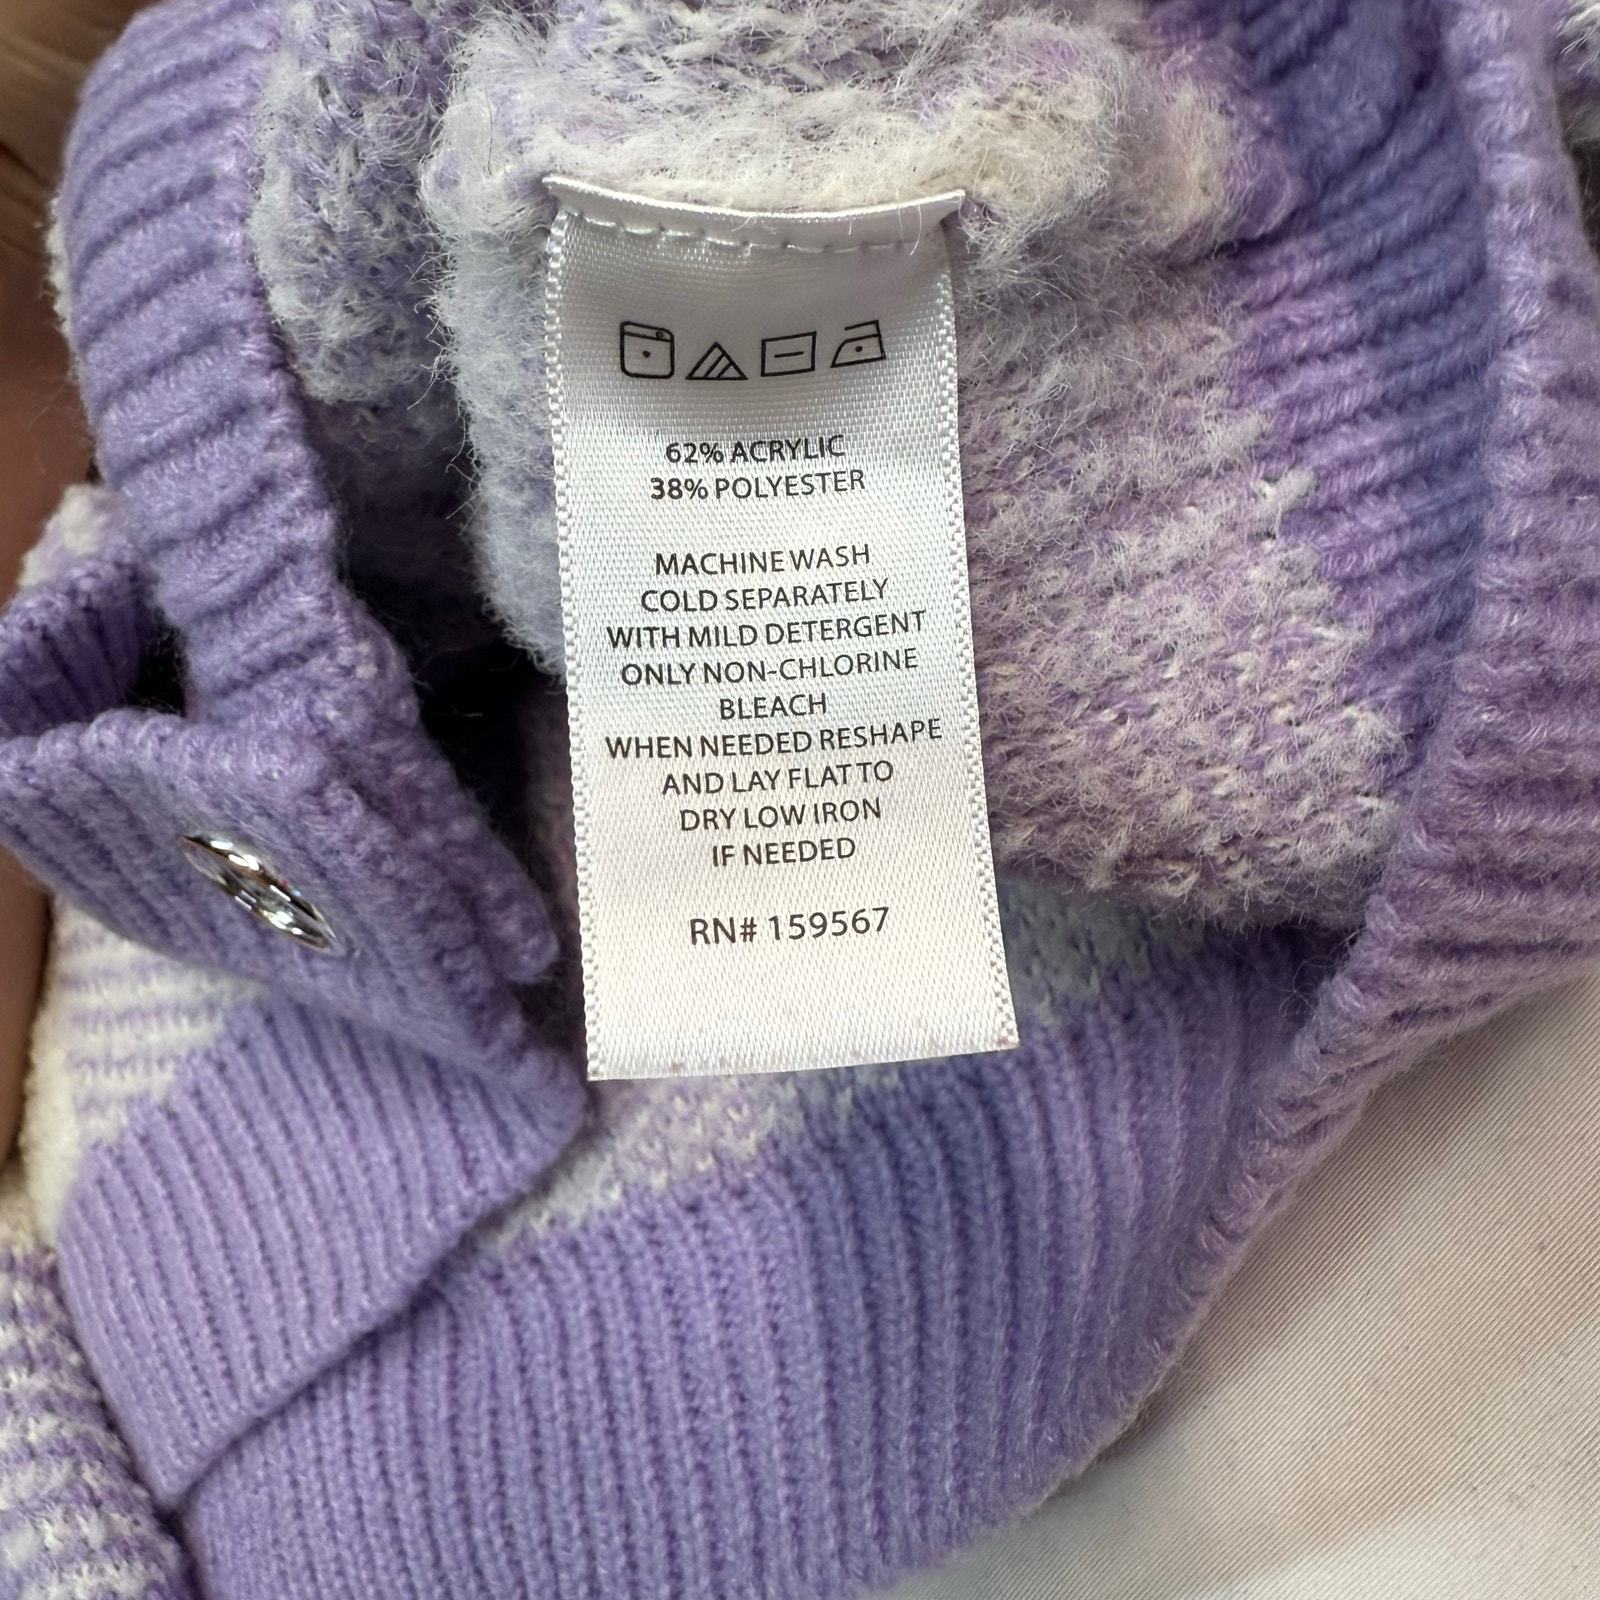 62% ACRYLIC
38% POLYESTER
MACHINE WASH
COLD SEPARATELY
WITH MILD DETERGENT
ONLY NON-CHLORINE
BLEACH
WHEN NEEDED RESHAPE
AND LAY FLAT TO
DRY LOW IRON
IF NEEDED
RN# 159567